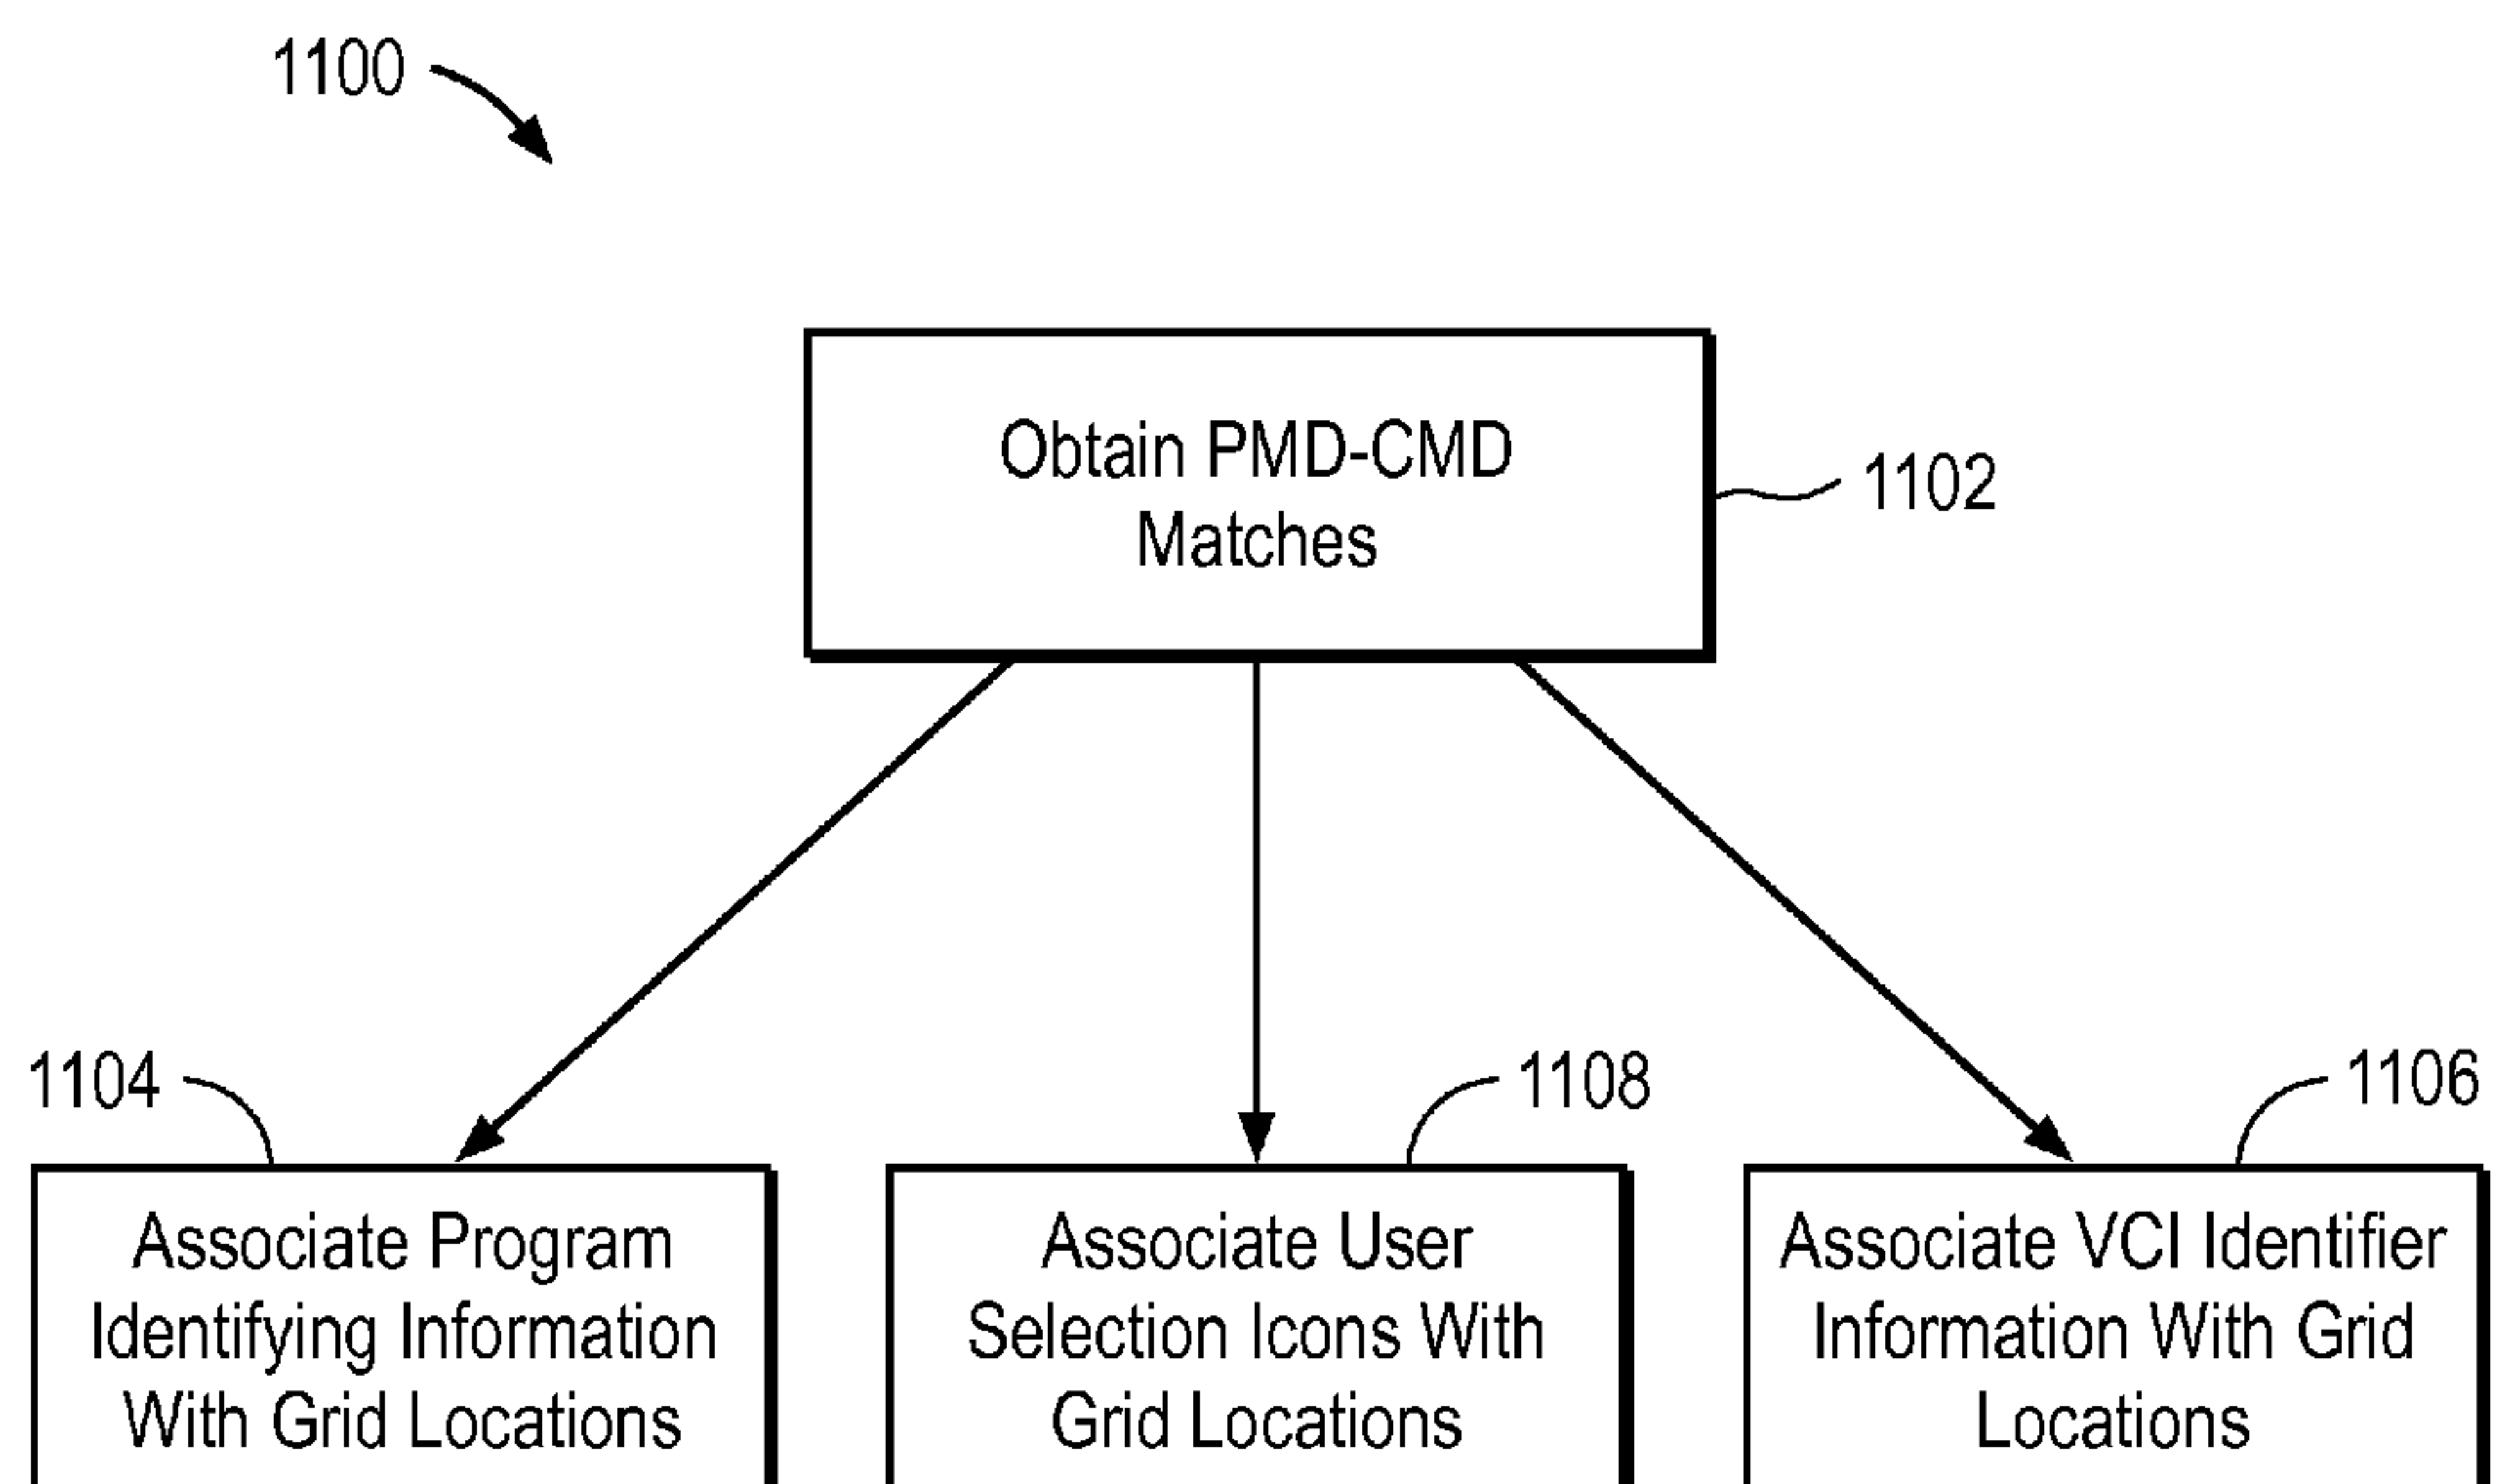 1100
Obtain PMD-CMD
Matches
1102
1104
1108
1106
Associate Program
Identifying Information
With Grid Locations
Associate User
Selection Icons With
Grid Locations
Associate VCI Identifier
Information With Grid
Locations